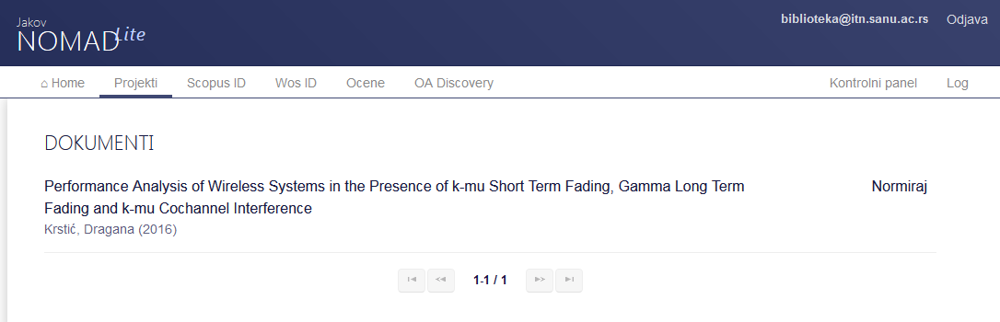 Jakov
NOMAD Lite
biblioteka@itn.sanu.ac.rs Odjava
Home Projekti Scopus ID Wos ID Ocene OA Discovery Kontrolni panel Log
DOKUMENTI
Performance Analysis of Wireless Systems in the Presence of k-mu Short Term Fading, Gamma Long Term Normiraj
Fading and k-mu Cochannel Interference
Krstić, Dragana (2016)
1-1 / 1